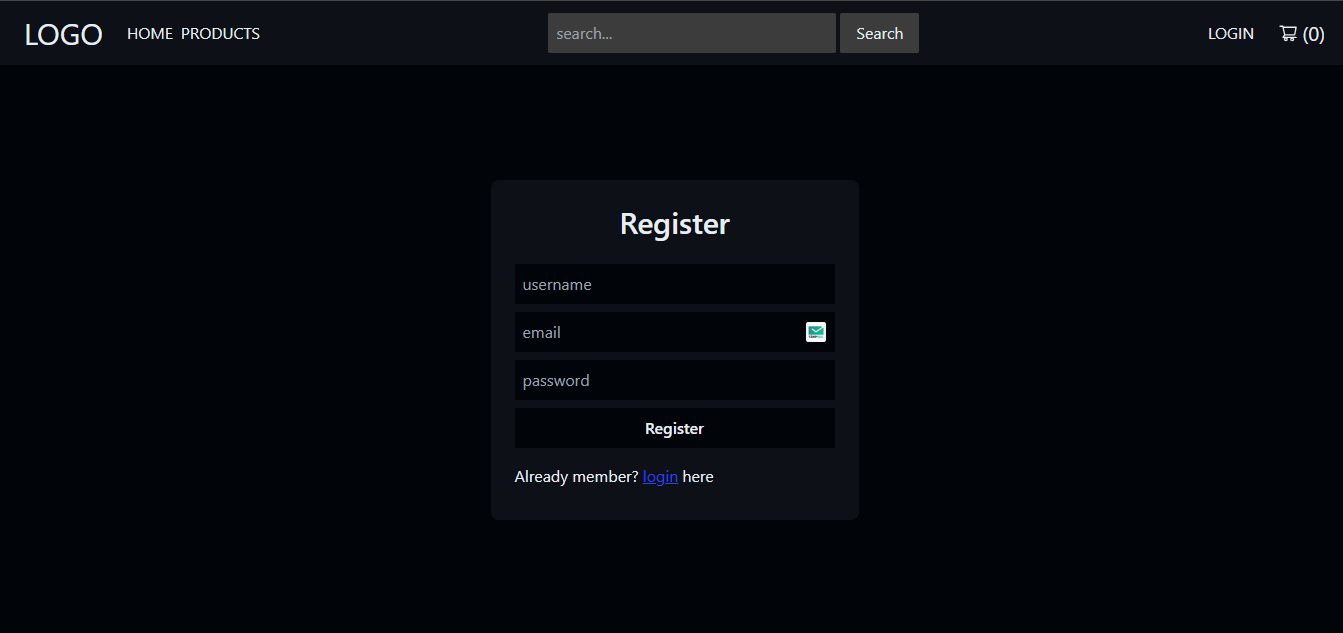 LOGO HOME PRODUCTS search... Search LOGIN (0)
Register
username
email
password
Register
Already member? login here